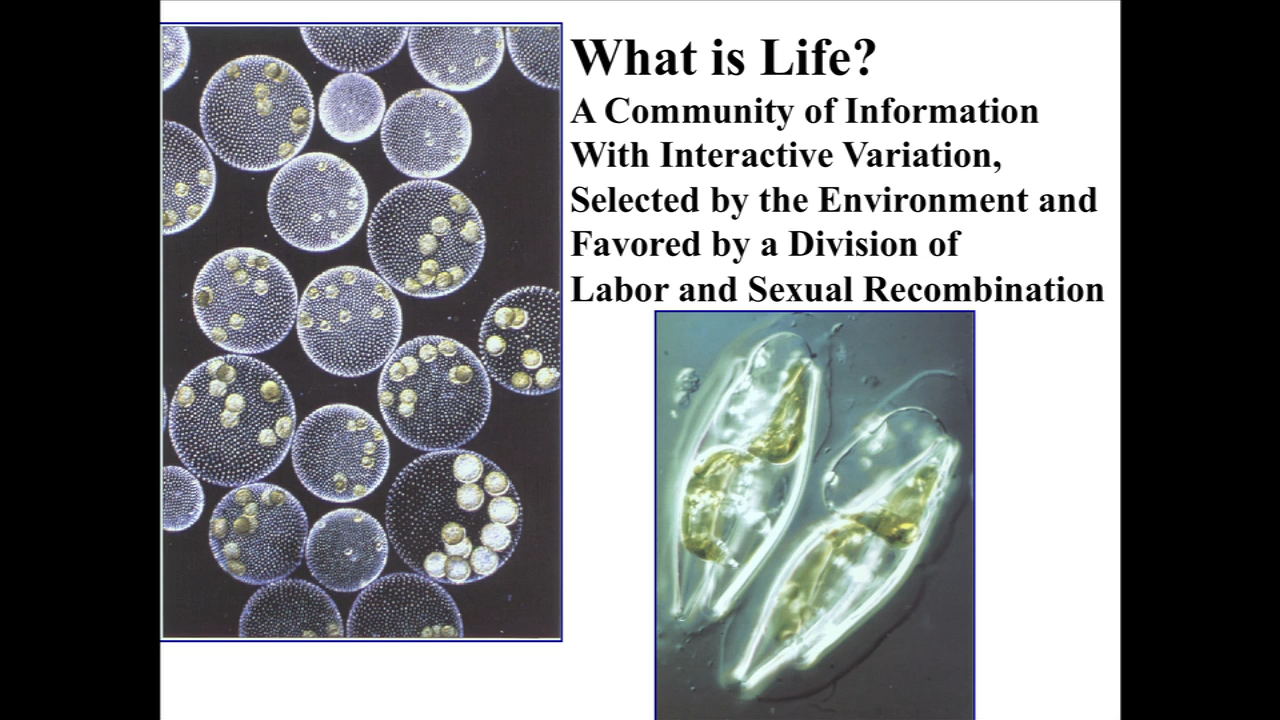 What is Life?
A Community of Information
With Interactive Variation,
Selected by the Environment and
Favored by a Division of
Labor and Sexual Recombination